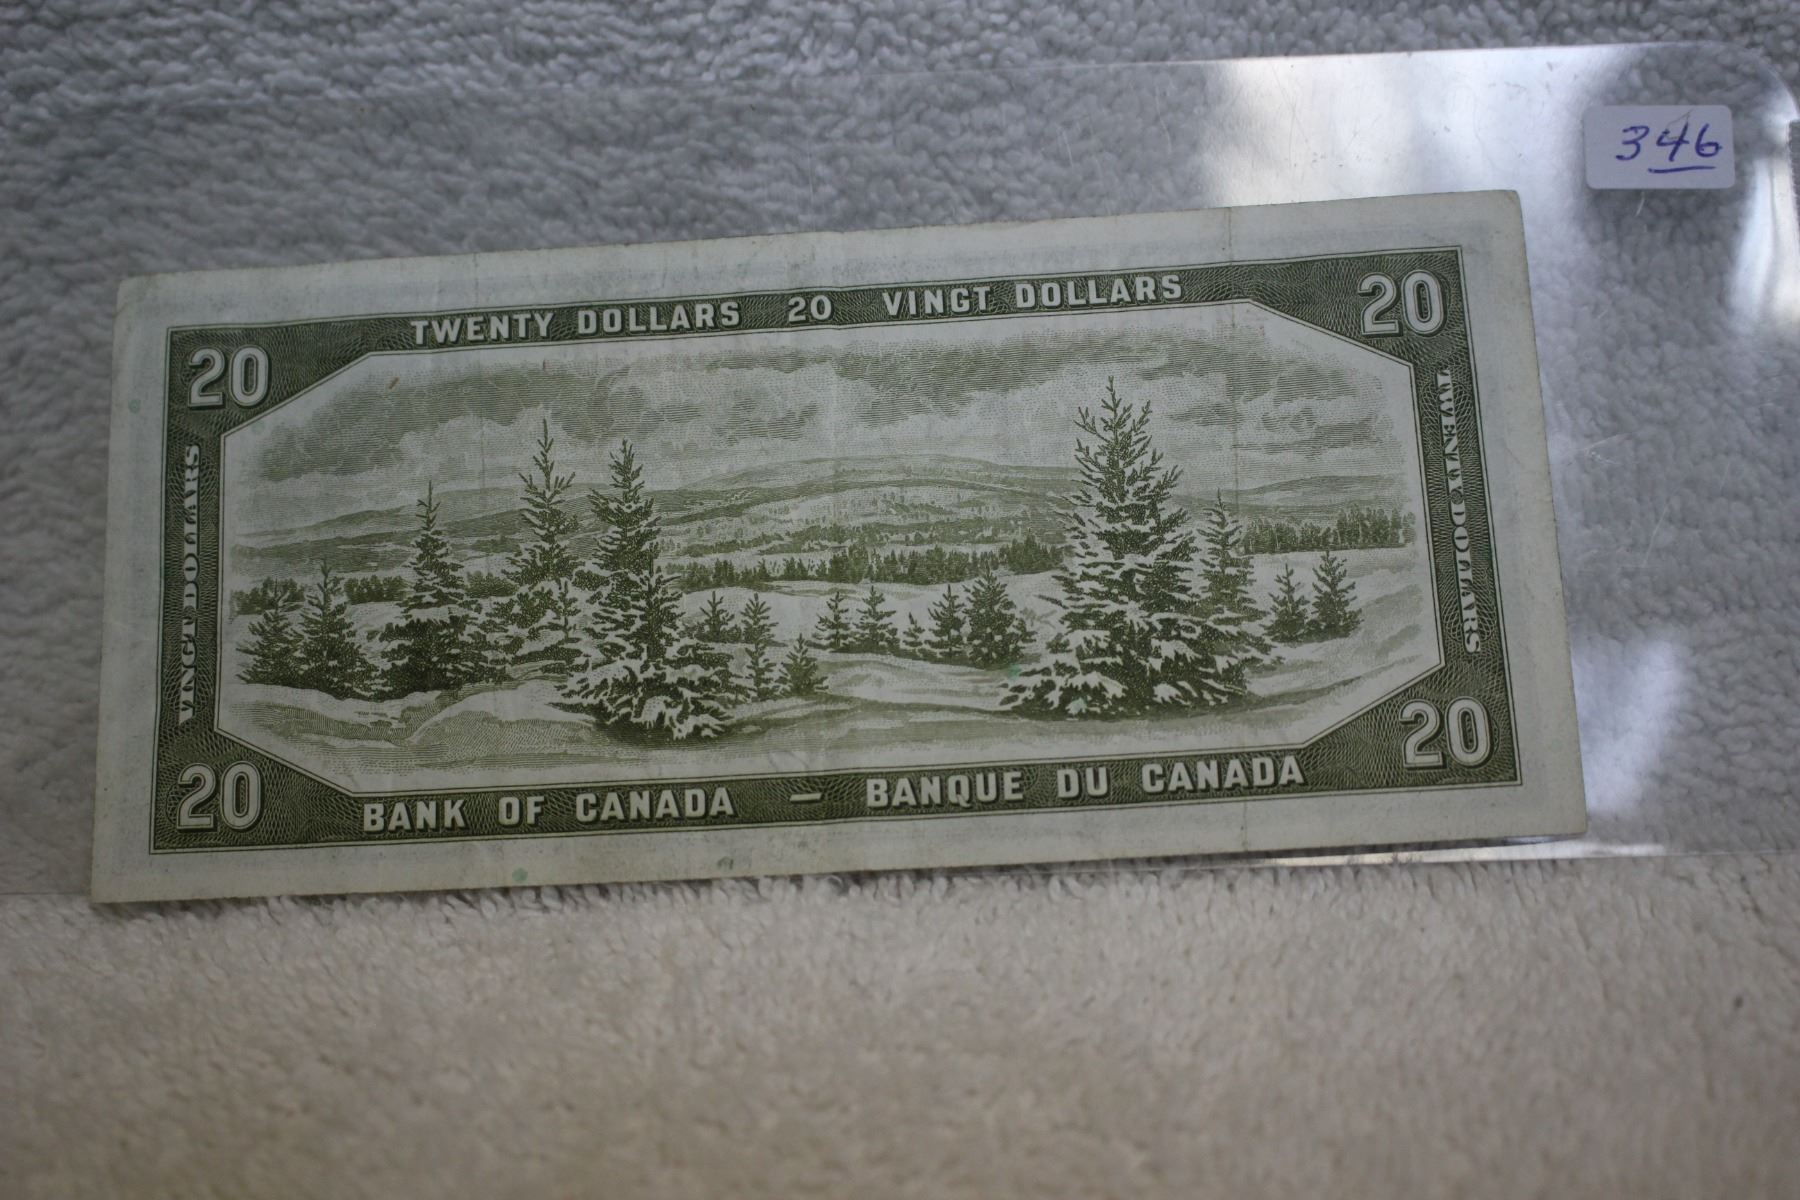 346
TWENTY DOLLARS 20 VINGT DOLLARS
20
20
VINGT DOLLARS
TWENTY DOLLARS
20
20
BANK OF CANADA – BANQUE DU CANADA